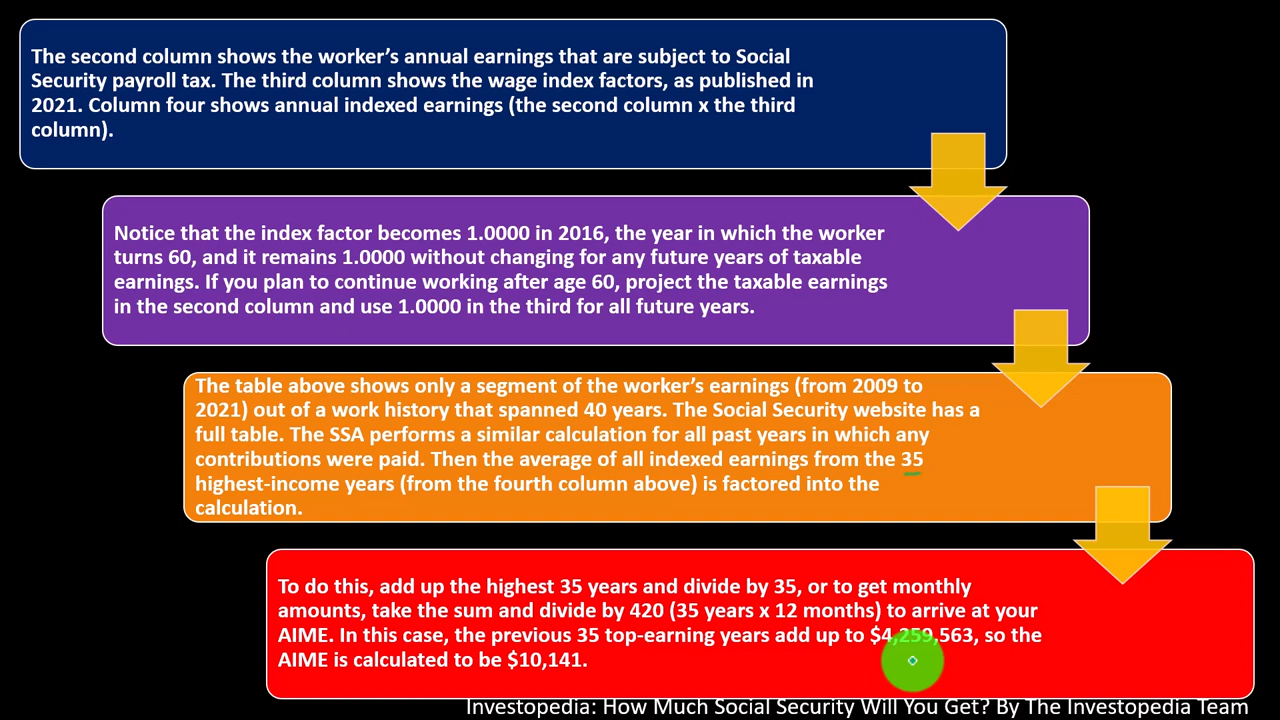 The second column shows the worker’s annual earnings that are subject to Social
Security payroll tax. The third column shows the wage index factors, as published in
2021. Column four shows annual indexed earnings (the second column x the third
column).
Notice that the index factor becomes 1.0000 in 2016, the year in which the worker
turns 60, and it remains 1.0000 without changing for any future years of taxable
earnings. If you plan to continue working after age 60, project the taxable earnings
in the second column and use 1.0000 in the third for all future years.
The table above shows only a segment of the worker’s earnings (from 2009 to
2021) out of a work history that spanned 40 years. The Social Security website has a
full table. The SSA performs a similar calculation for all past years in which any
contributions were paid. Then the average of all indexed earnings from the 35
highest-income years (from the fourth column above) is factored into the
calculation.
To do this, add up the highest 35 years and divide by 35, or to get monthly
amounts, take the sum and divide by 420 (35 years x 12 months) to arrive at your
AIME. In this case, the previous 35 top-earning years add up to $4,259,563, so the
AIME is calculated to be $10,141.
Investopedia: How Much Social Security Will You Get? By The Investopedia Team